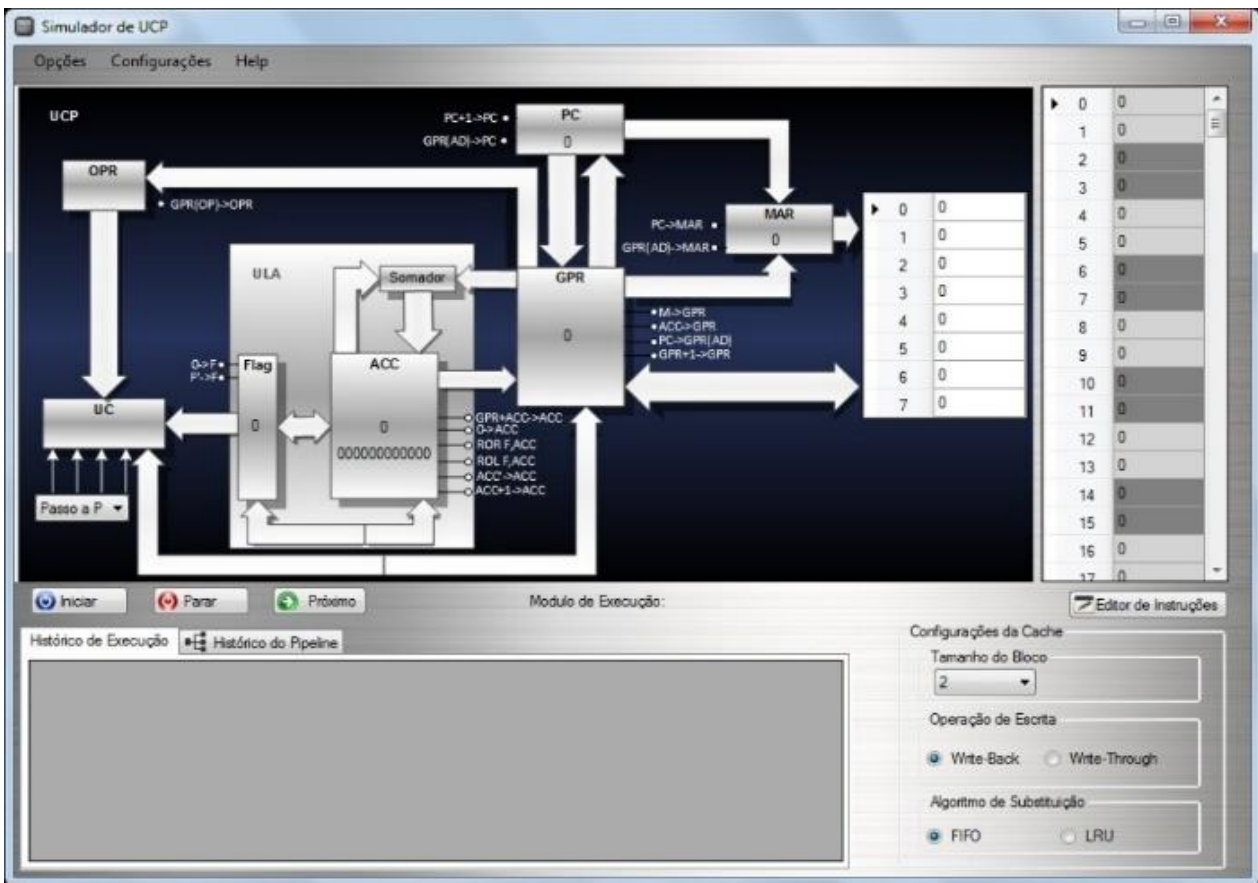 Simulador de UCP
Opções Configurações Help
UCP
PC+1->PC
GPR(AD)->PC
PC
0
OPR
GPR(OP)->OPR
PC->MAR
GPR(AD)->MAR
MAR
0
ULA
Somador
GPR
0
M->GPR
ACC->GPR
PC->GPR(AD)
GPR+1->GPR
0->F
F'->F
Flag
0
ACC
0
000000000000
GPR+ACC->ACC
0->ACC
ROR F,ACC
ROL F,ACC
ACC'->ACC
ACC+1->ACC
UC
Passo a P
0 0
1 0
2 0
3 0
4 0
5 0
6 0
7 0
0 0
1 0
2 0
3 0
4 0
5 0
6 0
7 0
8 0
9 0
10 0
11 0
12 0
13 0
14 0
15 0
16 0
17 0
Iniciar Parar Próximo Modulo de Execução: Editor de Instruções
Histórico de Execução Histórico do Pipeline
Configurações da Cache
Tamanho do Bloco
2
Operação de Escrita
Write-Back Write-Through
Algoritmo de Substituição
FIFO LRU